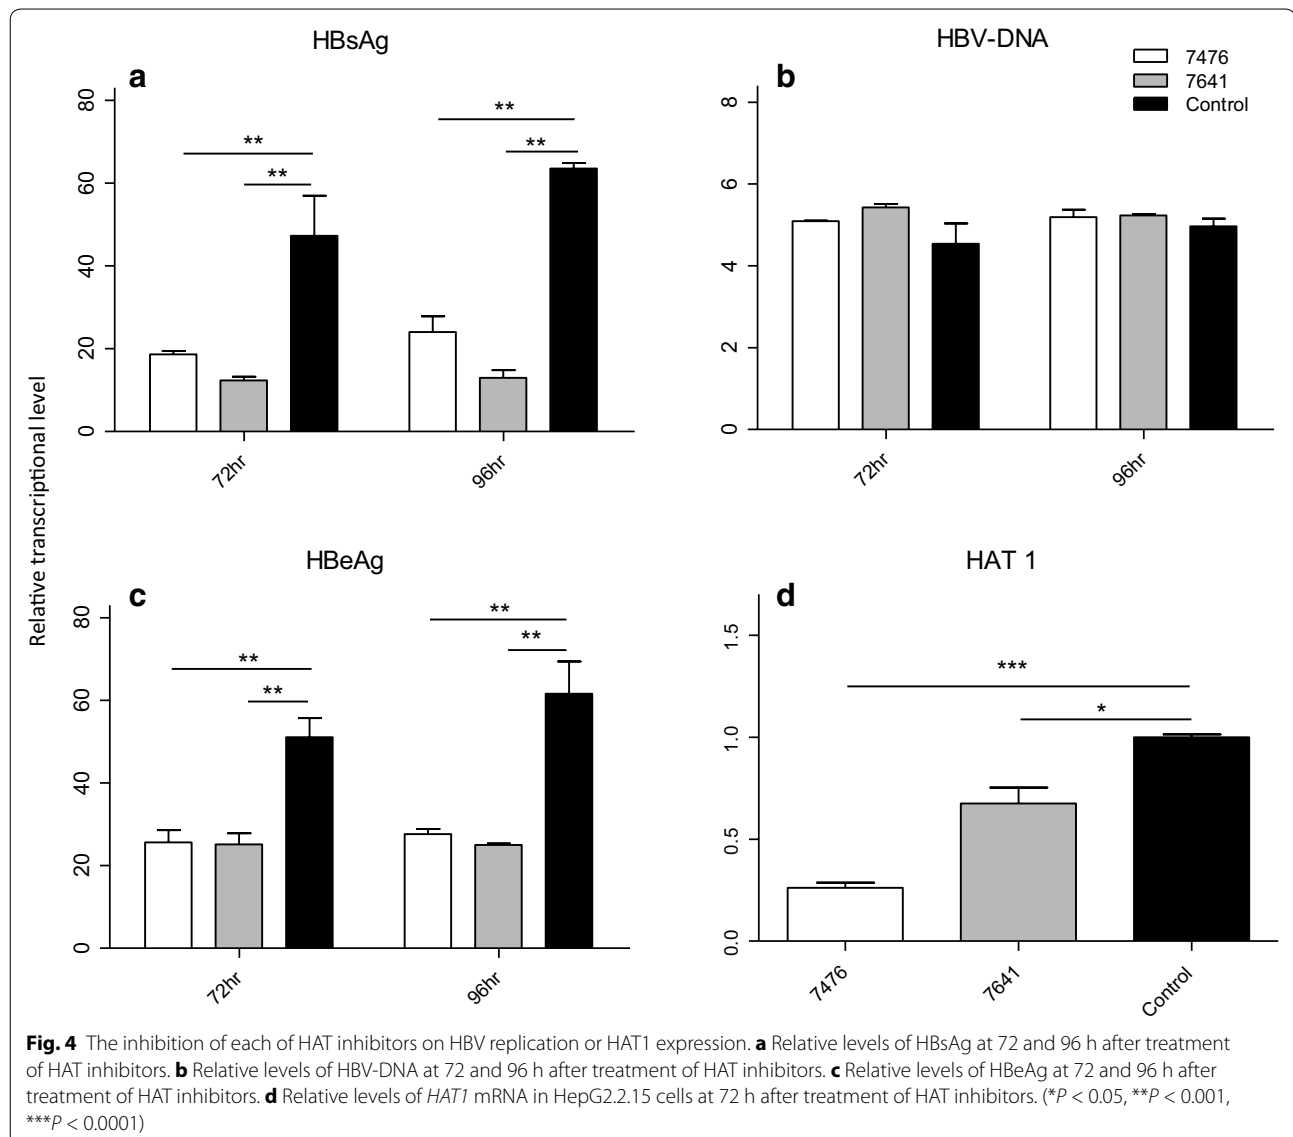 HBsAg
a
80
60
40
20
0
**
**
**
**
72hr
96hr
HBV-DNA
b
7476
7641
Control
8
6
4
2
0
72hr
96hr
Relative transcriptional level
HBeAg
c
80
60
40
20
0
**
**
**
**
72hr
96hr
HAT 1
d
1.5
1.0
0.5
0.0
***
*
7476
7641
Control
Fig. 4 The inhibition of each of HAT inhibitors on HBV replication or HAT1 expression. a Relative levels of HBsAg at 72 and 96 h after treatment
of HAT inhibitors. b Relative levels of HBV-DNA at 72 and 96 h after treatment of HAT inhibitors. c Relative levels of HBeAg at 72 and 96 h after
treatment of HAT inhibitors. d Relative levels of HAT1 mRNA in HepG2.2.15 cells at 72 h after treatment of HAT inhibitors. (*P < 0.05, **P < 0.001,
***P < 0.0001)